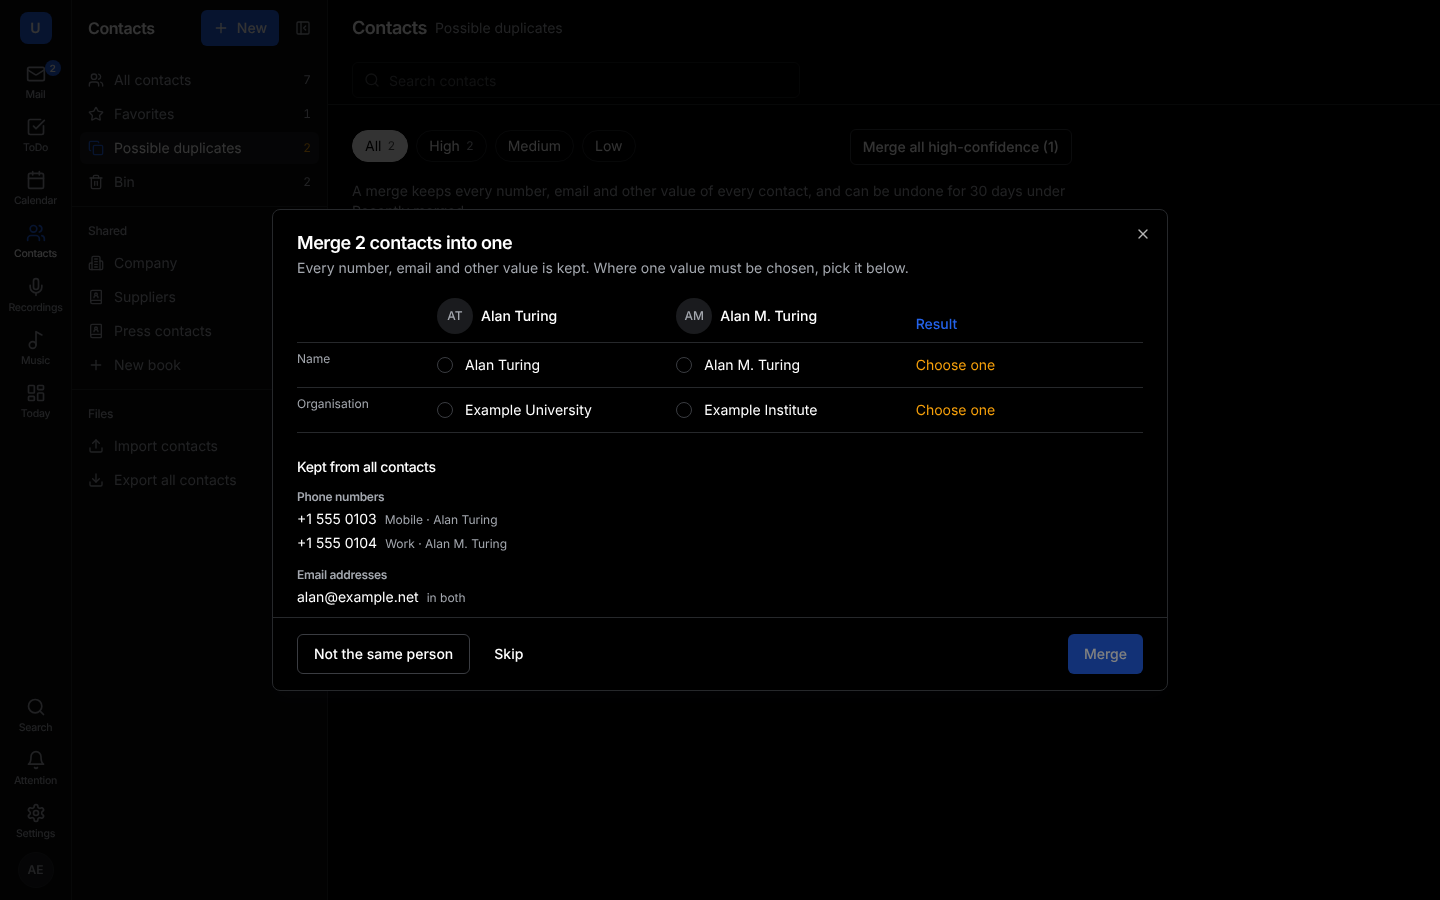 U
Contacts
New
Contacts Possible duplicates
2
Mail
All contacts 7
Search contacts
Favorites 1
ToDo
Possible duplicates 2
All 2 High 2 Medium Low
Merge all high-confidence (1)
Bin 2
Calendar
A merge keeps every number, email and other value of every contact, and can be undone for 30 days under
Recently merged.
Shared
Contacts
Company
Suppliers
Recordings
Press contacts
Music
New book
Today
Files
Import contacts
Export all contacts
Merge 2 contacts into one
Every number, email and other value is kept. Where one value must be chosen, pick it below.
AT Alan Turing AM Alan M. Turing Result
Name Alan Turing Alan M. Turing Choose one
Organisation Example University Example Institute Choose one
Kept from all contacts
Phone numbers
+1 555 0103 Mobile · Alan Turing
+1 555 0104 Work · Alan M. Turing
Email addresses
alan@example.net in both
Not the same person Skip Merge
Search
Attention
Settings
AE